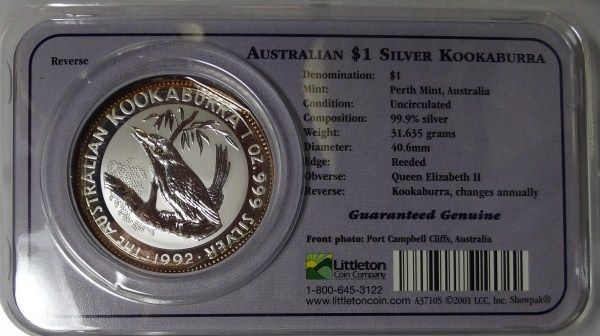 AUSTRALIAN $1 SILVER KOOKABURRA
Reverse
THE AUSTRALIAN KOOKABURRA 1 OZ 999 SILVER
· 1992 ·
Denomination: $1
Mint: Perth Mint, Australia
Condition: Uncirculated
Composition: 99.9% silver
Weight: 31.635 grams
Diameter: 40.6mm
Edge: Reeded
Obverse: Queen Elizabeth II
Reverse: Kookaburra, changes annually
Guaranteed Genuine
Front photo: Port Campbell Cliffs, Australia
Littleton
Coin Company
1-800-645-3122
www.littletoncoin.com
A3710S ©2001 LCC, Inc. Showpak®